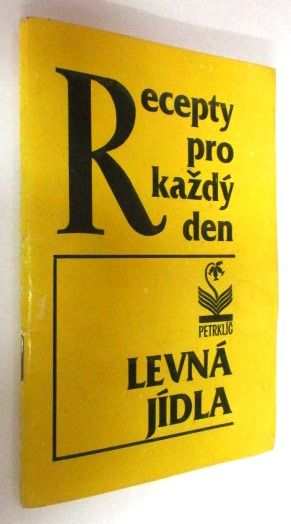 Recepty
pro
každý
den
PETRKLÍČ
LEVNÁ
JÍDLA